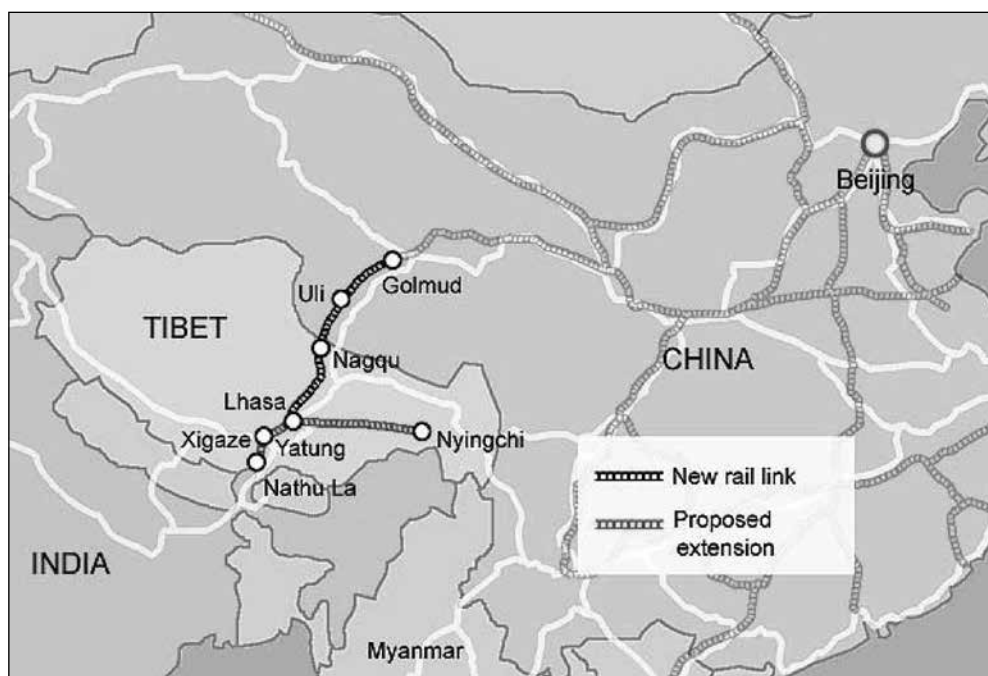 Beijing
Uli
Golmud
TIBET
Nagqu
CHINA
Lhasa
Xigaze
Yatung
Nyingchi
Nathu La
New rail link
Proposed
extension
INDIA
Myanmar